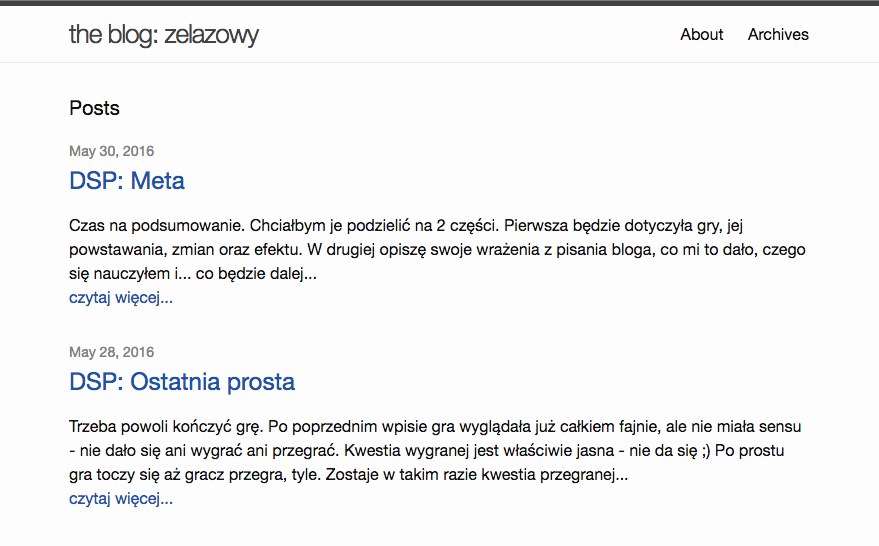 the blog: zelazowy
About Archives
Posts
May 30, 2016
DSP: Meta
Czas na podsumowanie. Chciałbym je podzielić na 2 części. Pierwsza będzie dotyczyła gry, jej
powstawania, zmian oraz efektu. W drugiej opiszę swoje wrażenia z pisania bloga, co mi to dało, czego
się nauczyłem i... co będzie dalej...
czytaj więcej...
May 28, 2016
DSP: Ostatnia prosta
Trzeba powoli kończyć grę. Po poprzednim wpisie gra wyglądała już całkiem fajnie, ale nie miała sensu
- nie dało się ani wygrać ani przegrać. Kwestia wygranej jest właściwie jasna - nie da się ;) Po prostu
gra toczy się aż gracz przegra, tyle. Zostaje w takim razie kwestia przegranej...
czytaj więcej...